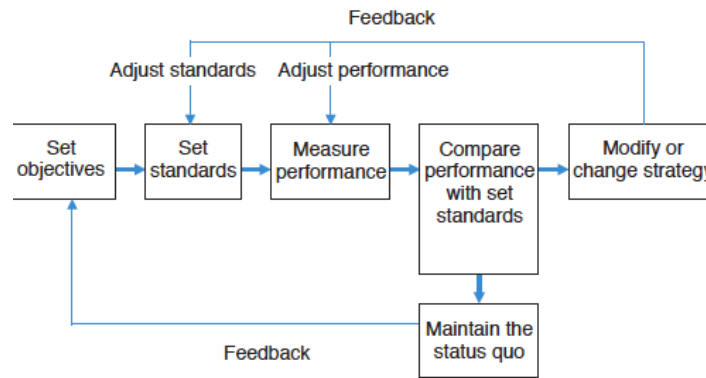 Feedback
Adjust standards
Adjust performance
Set
objectives
Set
standards
Measure
performance
Compare
performance
with set
standards
Modify or
change strategy
Maintain the
status quo
Feedback